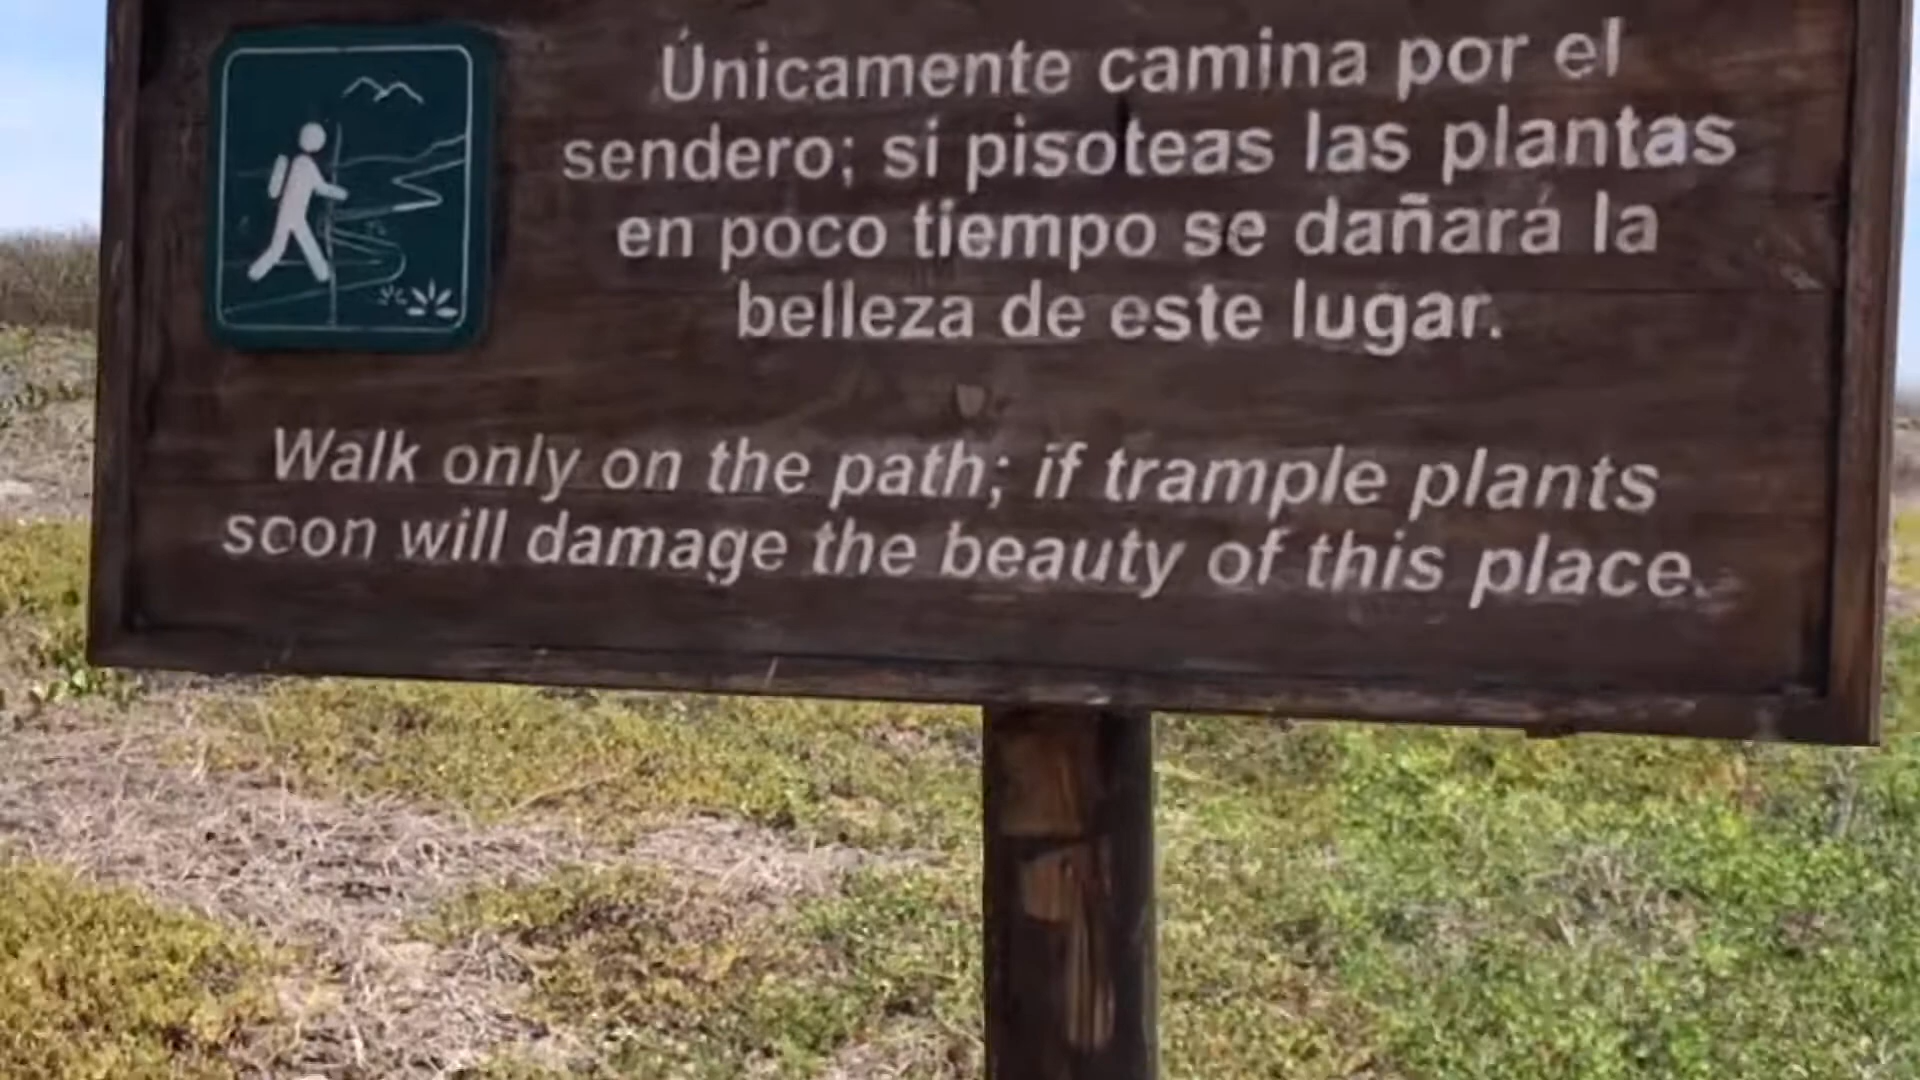 Únicamente camina por el
sendero; si pisoteas las plantas
en poco tiempo se dañará la
belleza de este lugar.
Walk only on the path; if trample plants
soon will damage the beauty of this place.